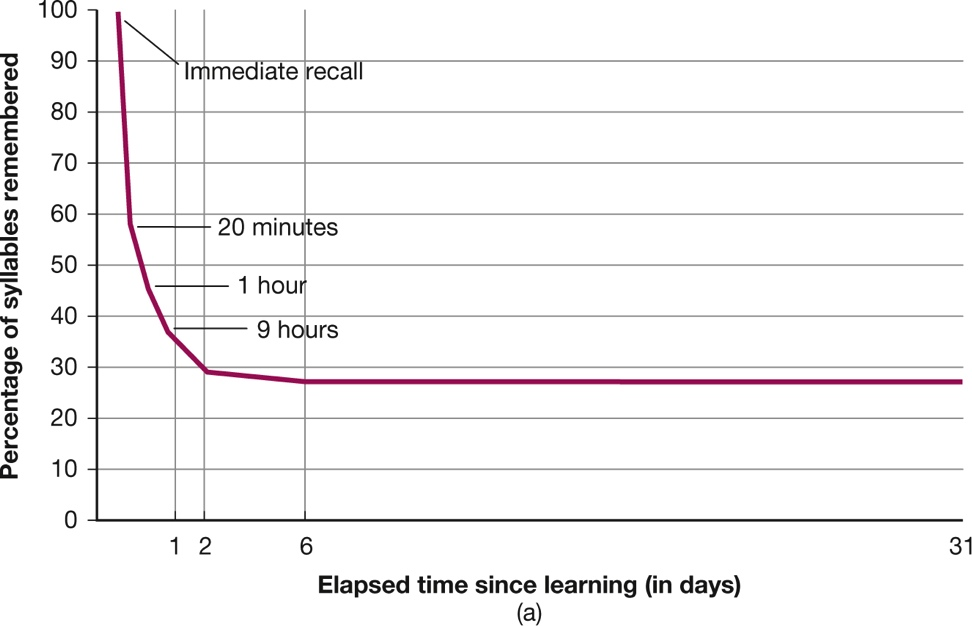 Percentage of syllables remembered
100
90
80
70
60
50
40
30
20
10
0
Immediate recall
20 minutes
1 hour
9 hours
1 2 6 31
Elapsed time since learning (in days)
(a)